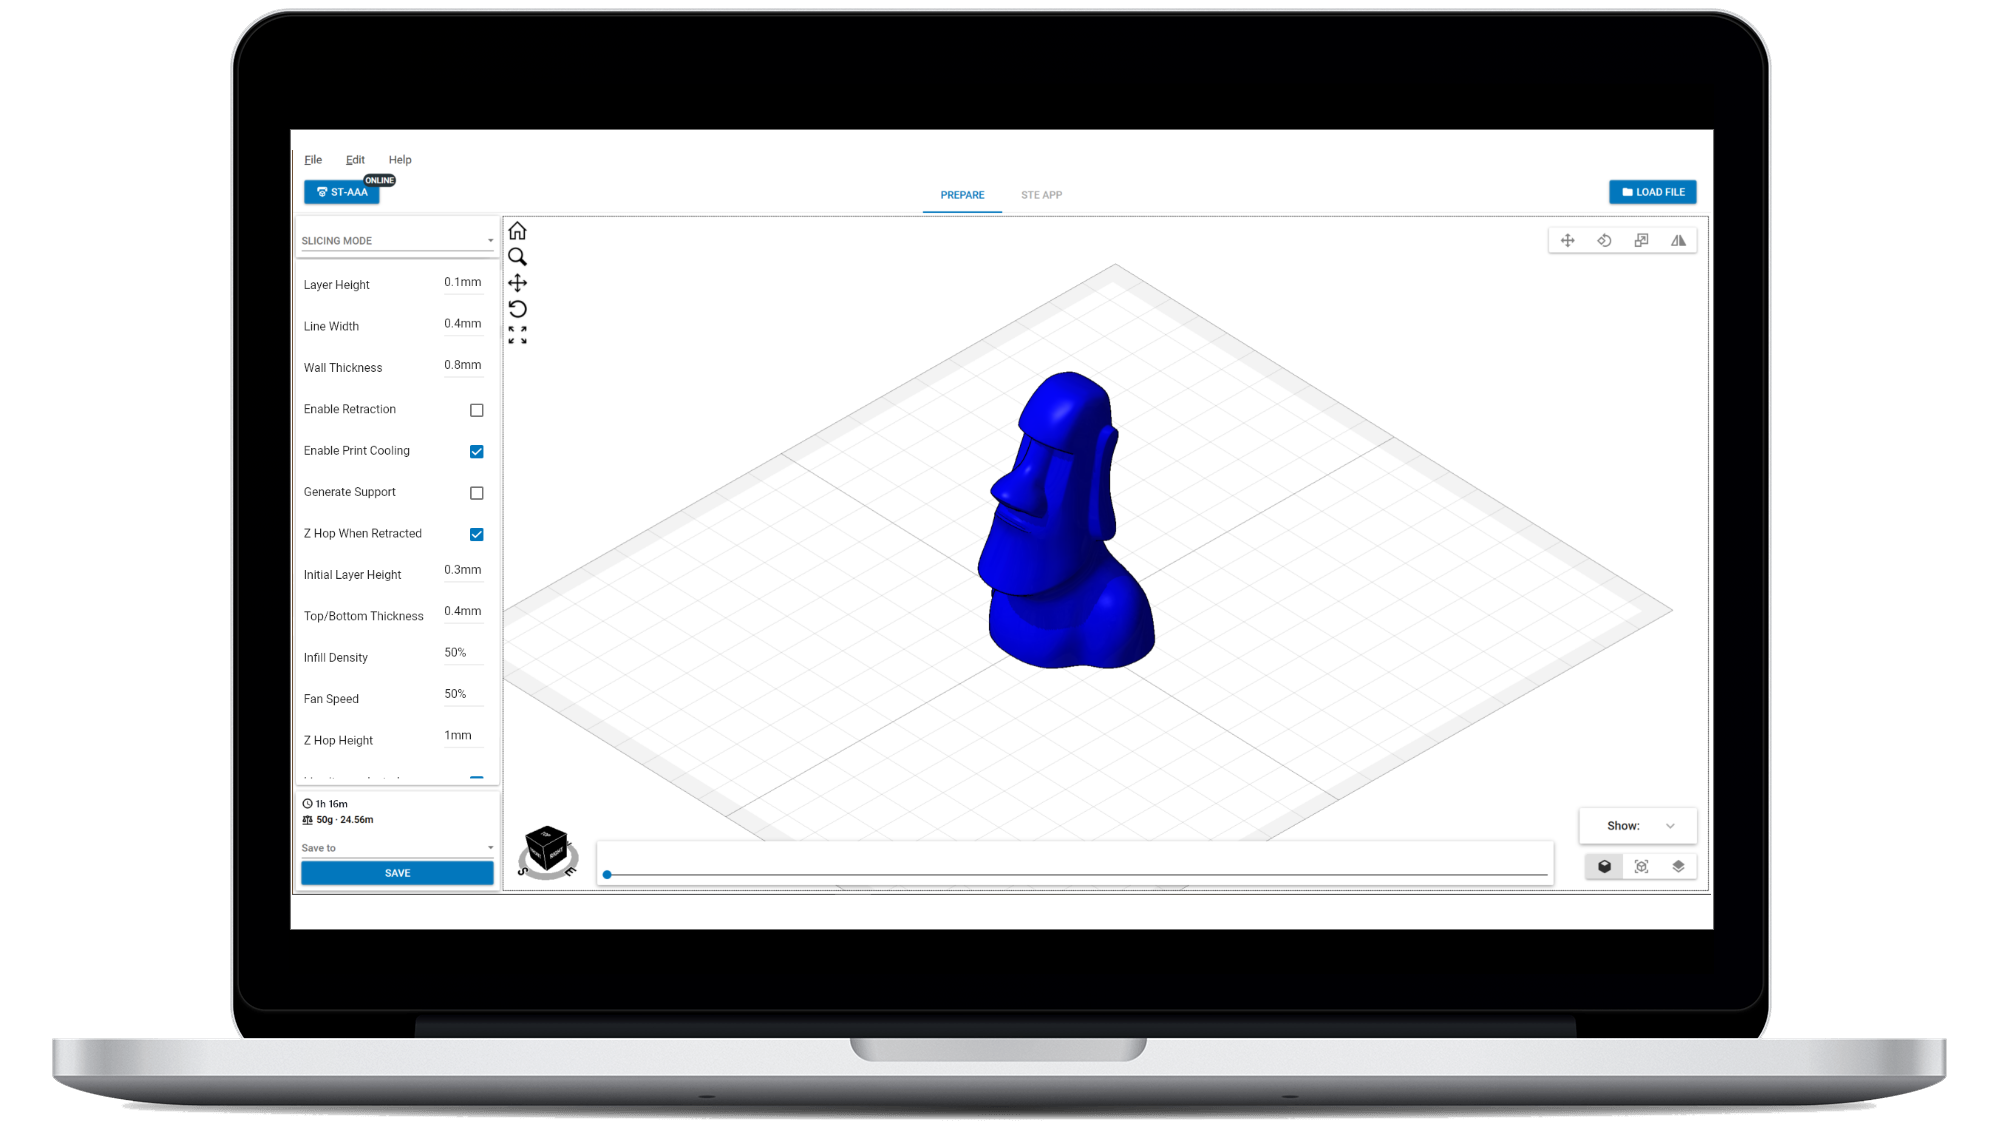 File Edit Help
ONLINE
ST-AAA
PREPARE STE APP
LOAD FILE
SLICING MODE
Layer Height 0.1mm
Line Width 0.4mm
Wall Thickness 0.8mm
Enable Retraction
Enable Print Cooling
Generate Support
Z Hop When Retracted
Initial Layer Height 0.3mm
Top/Bottom Thickness 0.4mm
Infill Density 50%
Fan Speed 50%
Z Hop Height 1mm
1h 16m
50g · 24.56m
Save to
SAVE
TOP
RIGHT
S
E
Show: